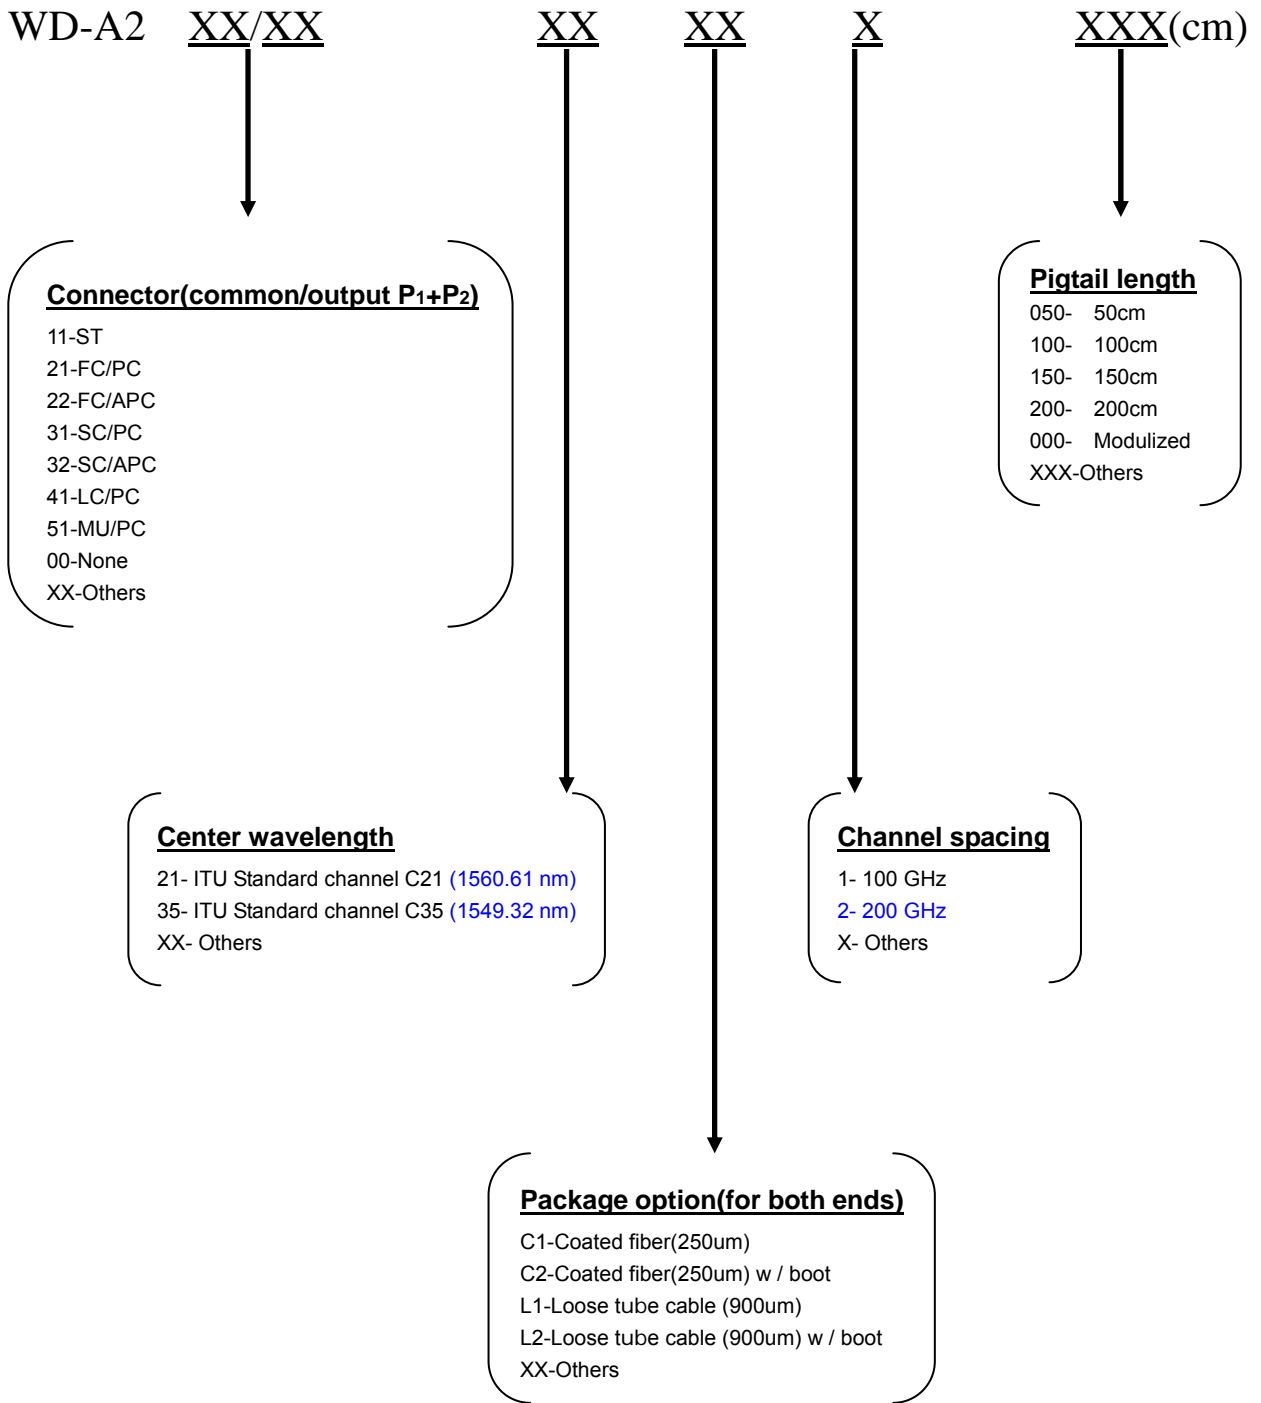 WD-A2 XX/XX XX XX X XXX(cm)
Connector(common/output P1+P2)
11-ST
21-FC/PC
22-FC/APC
31-SC/PC
32-SC/APC
41-LC/PC
51-MU/PC
00-None
XX-Others
Pigtail length
050- 50cm
100- 100cm
150- 150cm
200- 200cm
000- Modulized
XXX-Others
Center wavelength
21- ITU Standard channel C21 (1560.61 nm)
35- ITU Standard channel C35 (1549.32 nm)
XX- Others
Channel spacing
1- 100 GHz
2- 200 GHz
X- Others
Package option(for both ends)
C1-Coated fiber(250um)
C2-Coated fiber(250um) w / boot
L1-Loose tube cable (900um)
L2-Loose tube cable (900um) w / boot
XX-Others